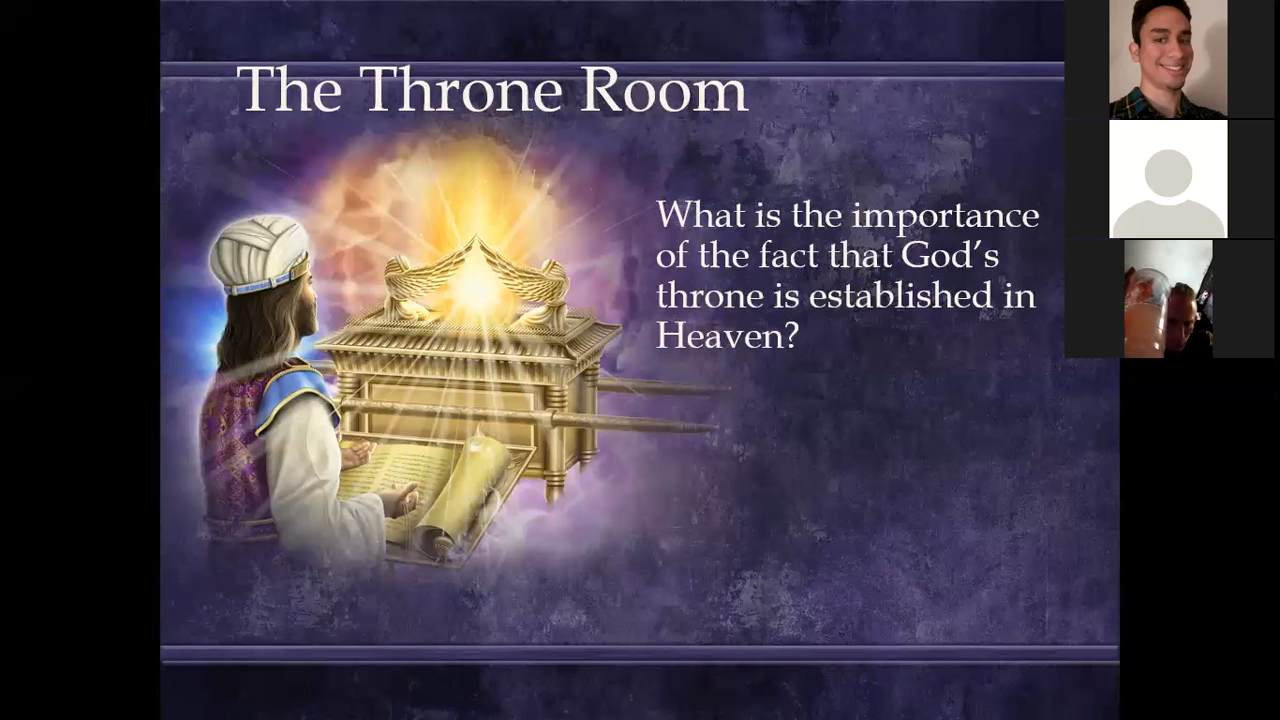 The Throne Room
What is the importance
of the fact that God’s
throne is established in
Heaven?